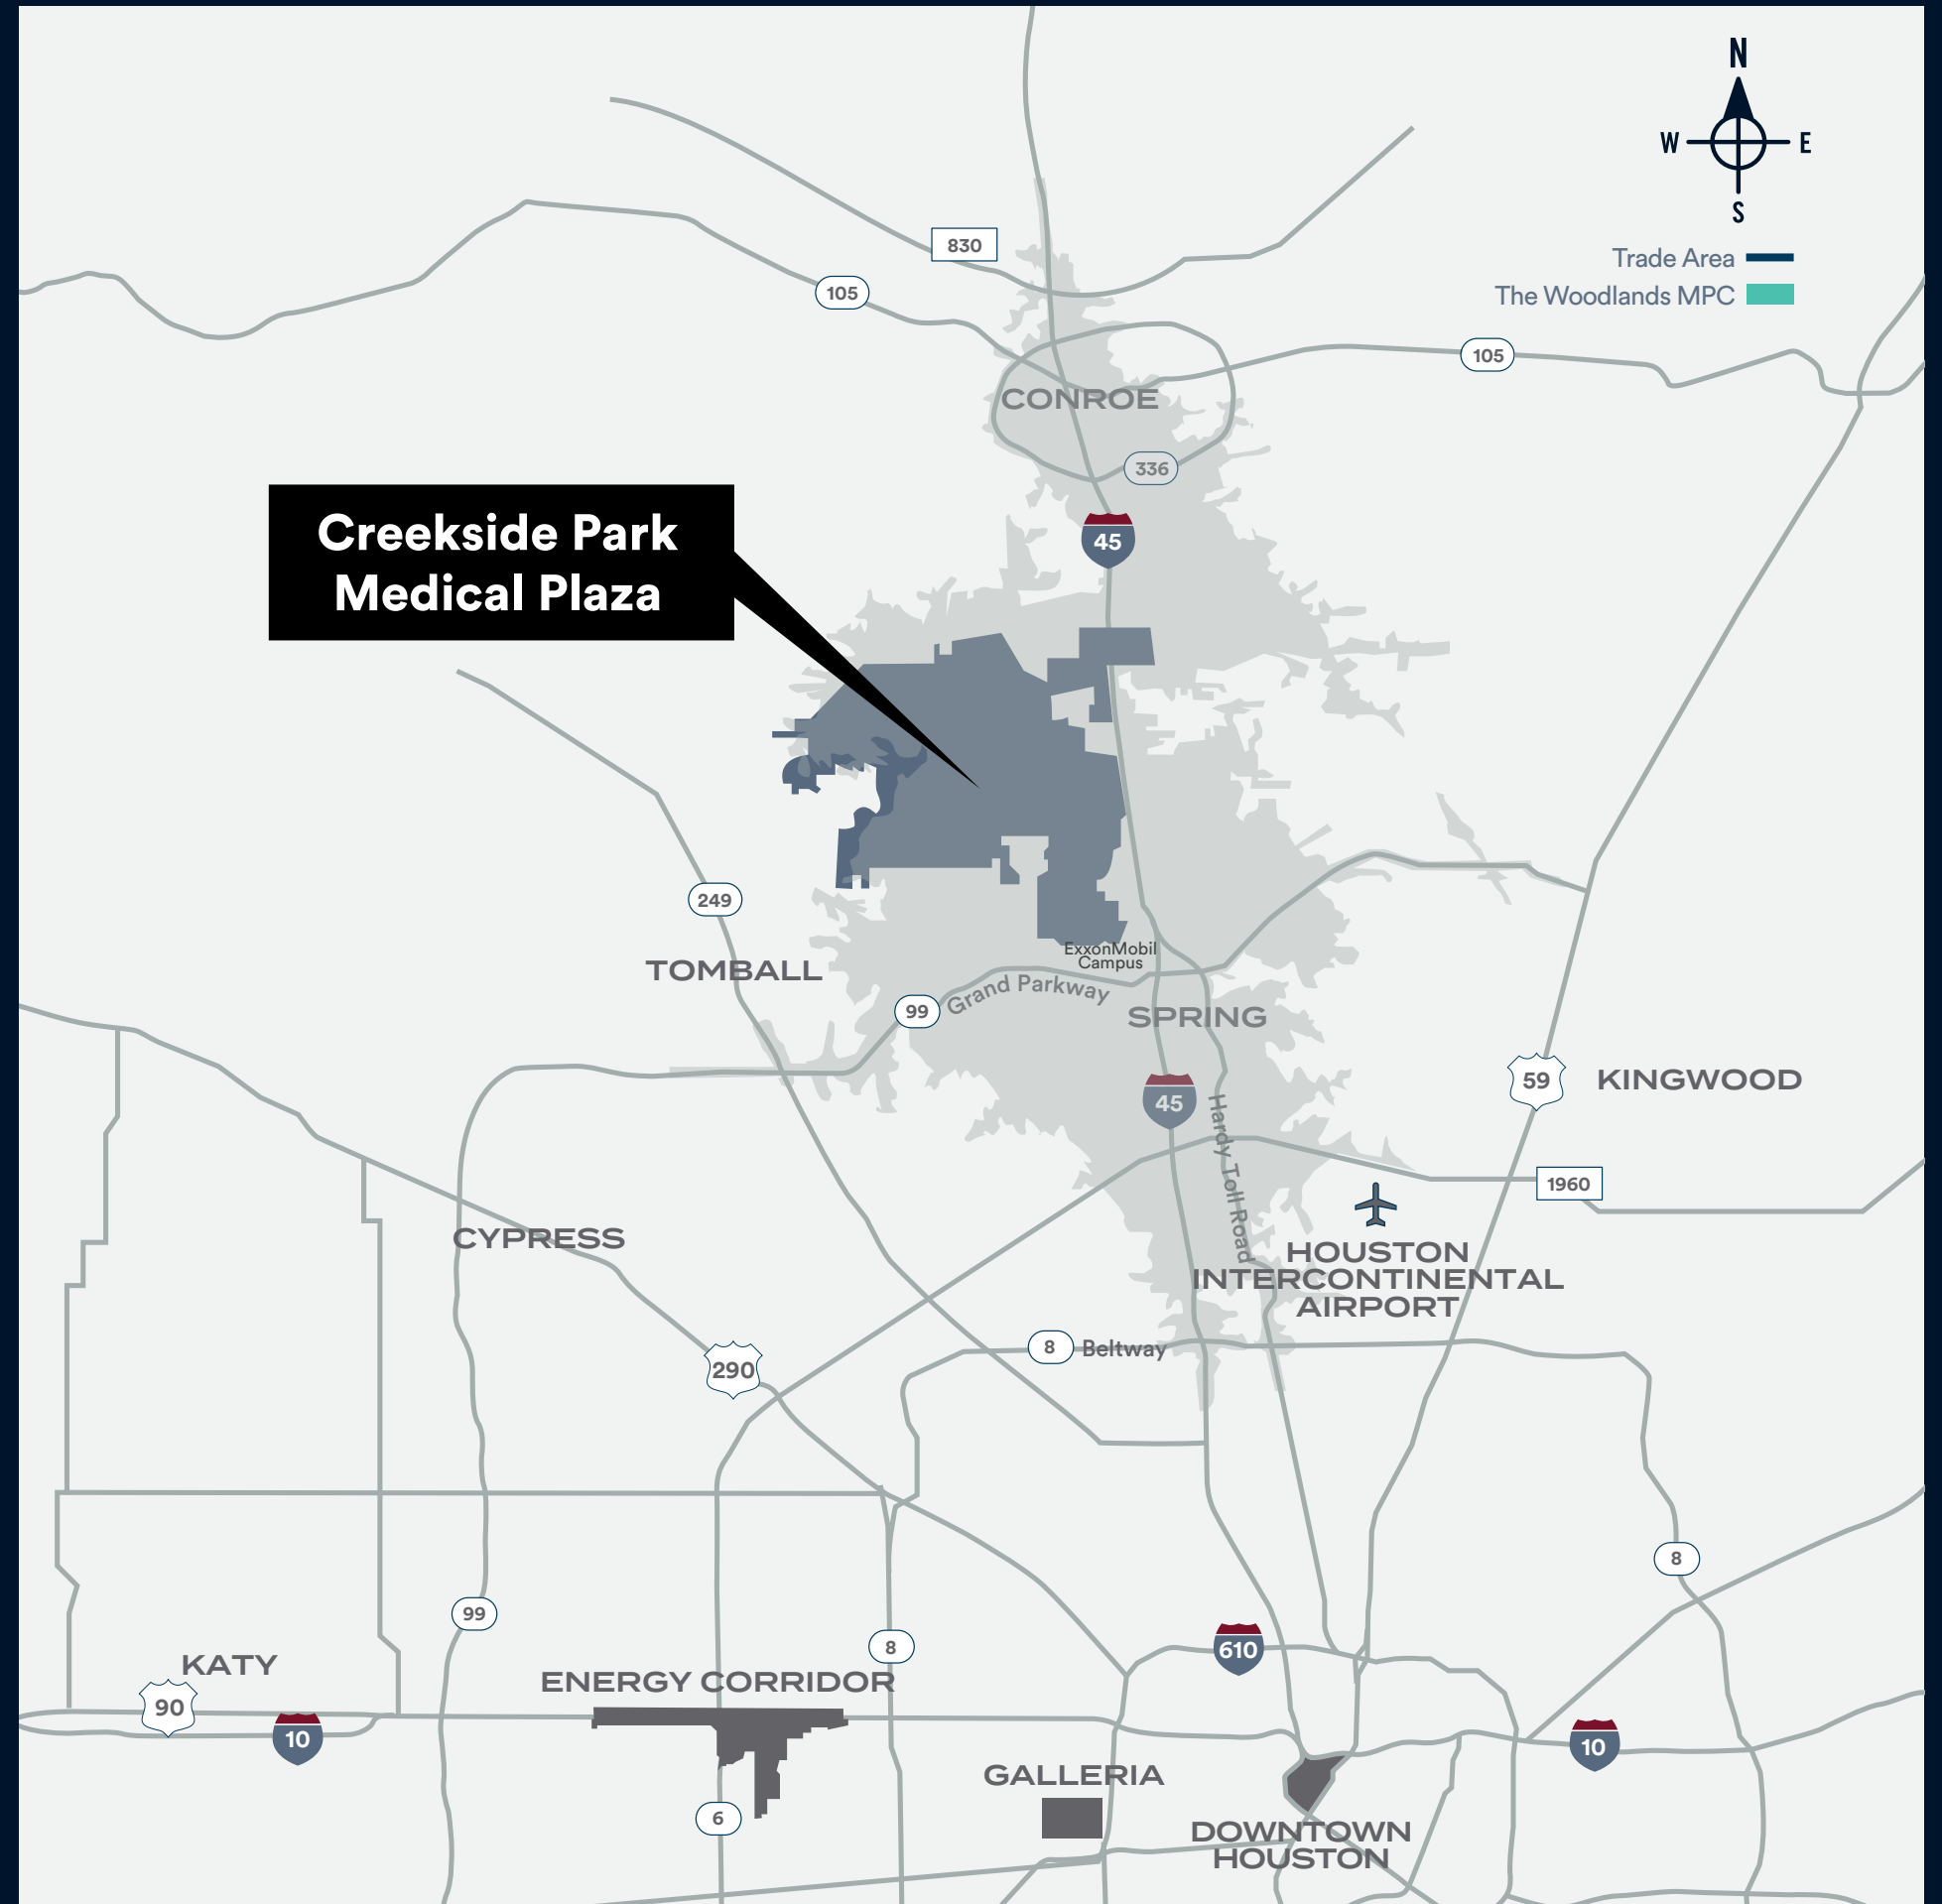 N
W E
S
Trade Area
The Woodlands MPC
830
105
105
CONROE
336
Creekside Park
Medical Plaza
45
249
TOMBALL
ExxonMobil
Campus
99
Grand Parkway
SPRING
59
KINGWOOD
45
Hardy Toll Road
1960
CYPRESS
HOUSTON
INTERCONTINENTAL
AIRPORT
8
Beltway
290
8
99
8
610
KATY
ENERGY CORRIDOR
90
10
10
GALLERIA
6
DOWNTOWN
HOUSTON